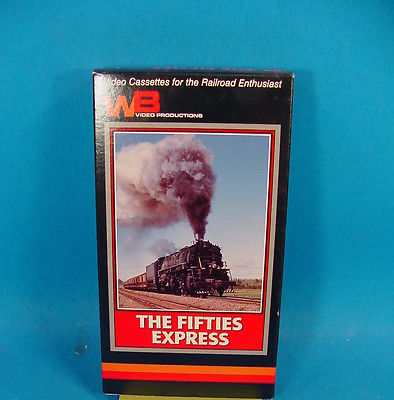 Video Cassettes for the Railroad Enthusiast
WB
VIDEO PRODUCTIONS
THE FIFTIES
EXPRESS